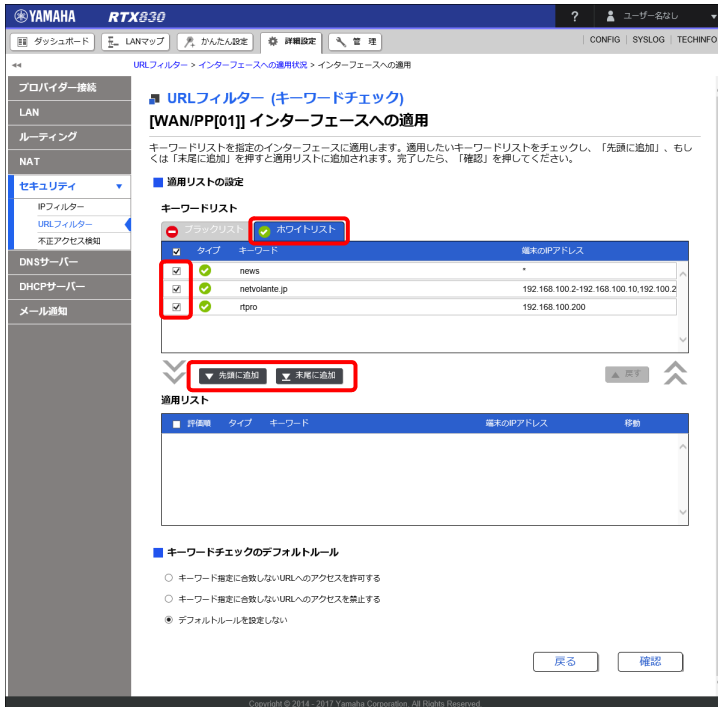 YAMAHA RTX830 ? ユーザー名なし
ダッシュボード LANマップ かんたん設定 詳細設定 管 理 CONFIG SYSLOG TECHINFO
URLフィルター > インターフェースへの適用状況 > インターフェースへの適用
プロバイダー接続
LAN
ルーティング
NAT
セキュリティ
IPフィルター
URLフィルター
不正アクセス検知
DNSサーバー
DHCPサーバー
メール通知
URLフィルター (キーワードチェック)
[WAN/PP[01]] インターフェースへの適用
キーワードリストを指定のインターフェースに適用します。適用したいキーワードリストをチェックし、「先頭に追加」、もし
くは「末尾に追加」を押すと適用リストに追加されます。完了したら、「確認」を押してください。
適用リストの設定
キーワードリスト
ブラックリスト ホワイトリスト
タイプ キーワード 端末のIPアドレス
news *
netvolante.jp 192.168.100.2-192.168.100.10,192.100.2
rtpro 192.168.100.200
先頭に追加 末尾に追加 戻す
適用リスト
評価順 タイプ キーワード 端末のIPアドレス 移動
キーワードチェックのデフォルトルール
キーワード指定に合致しないURLへのアクセスを許可する
キーワード指定に合致しないURLへのアクセスを禁止する
デフォルトルールを設定しない
戻る 確認
Copyright © 2014 - 2017 Yamaha Corporation. All Rights Reserved.